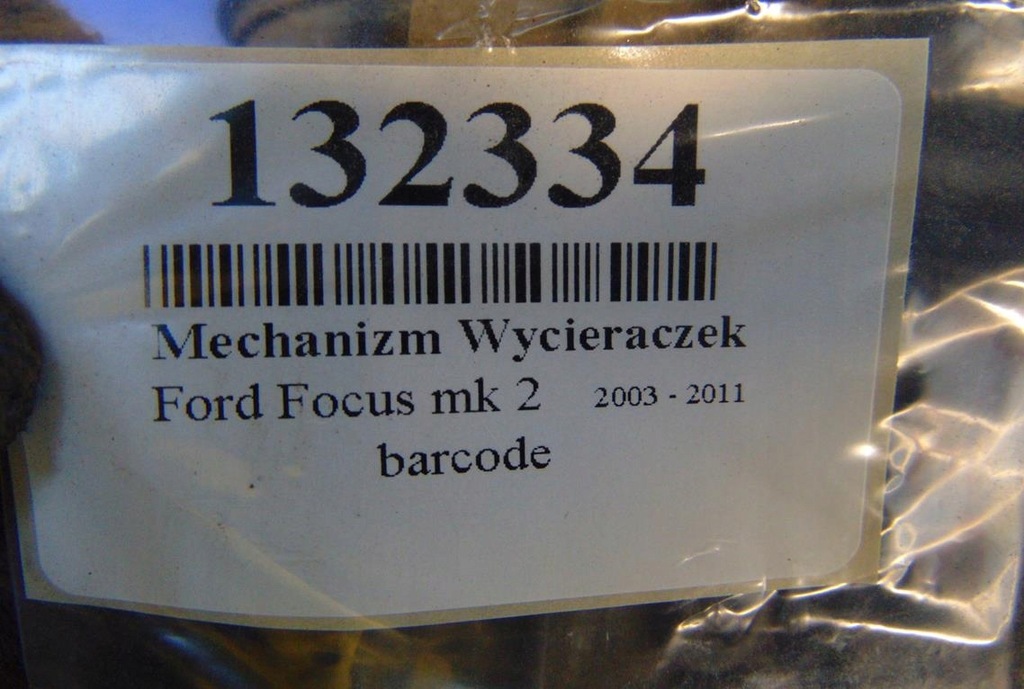 132334
Mechanizm Wycieraczek
Ford Focus mk 2 2003 - 2011
barcode